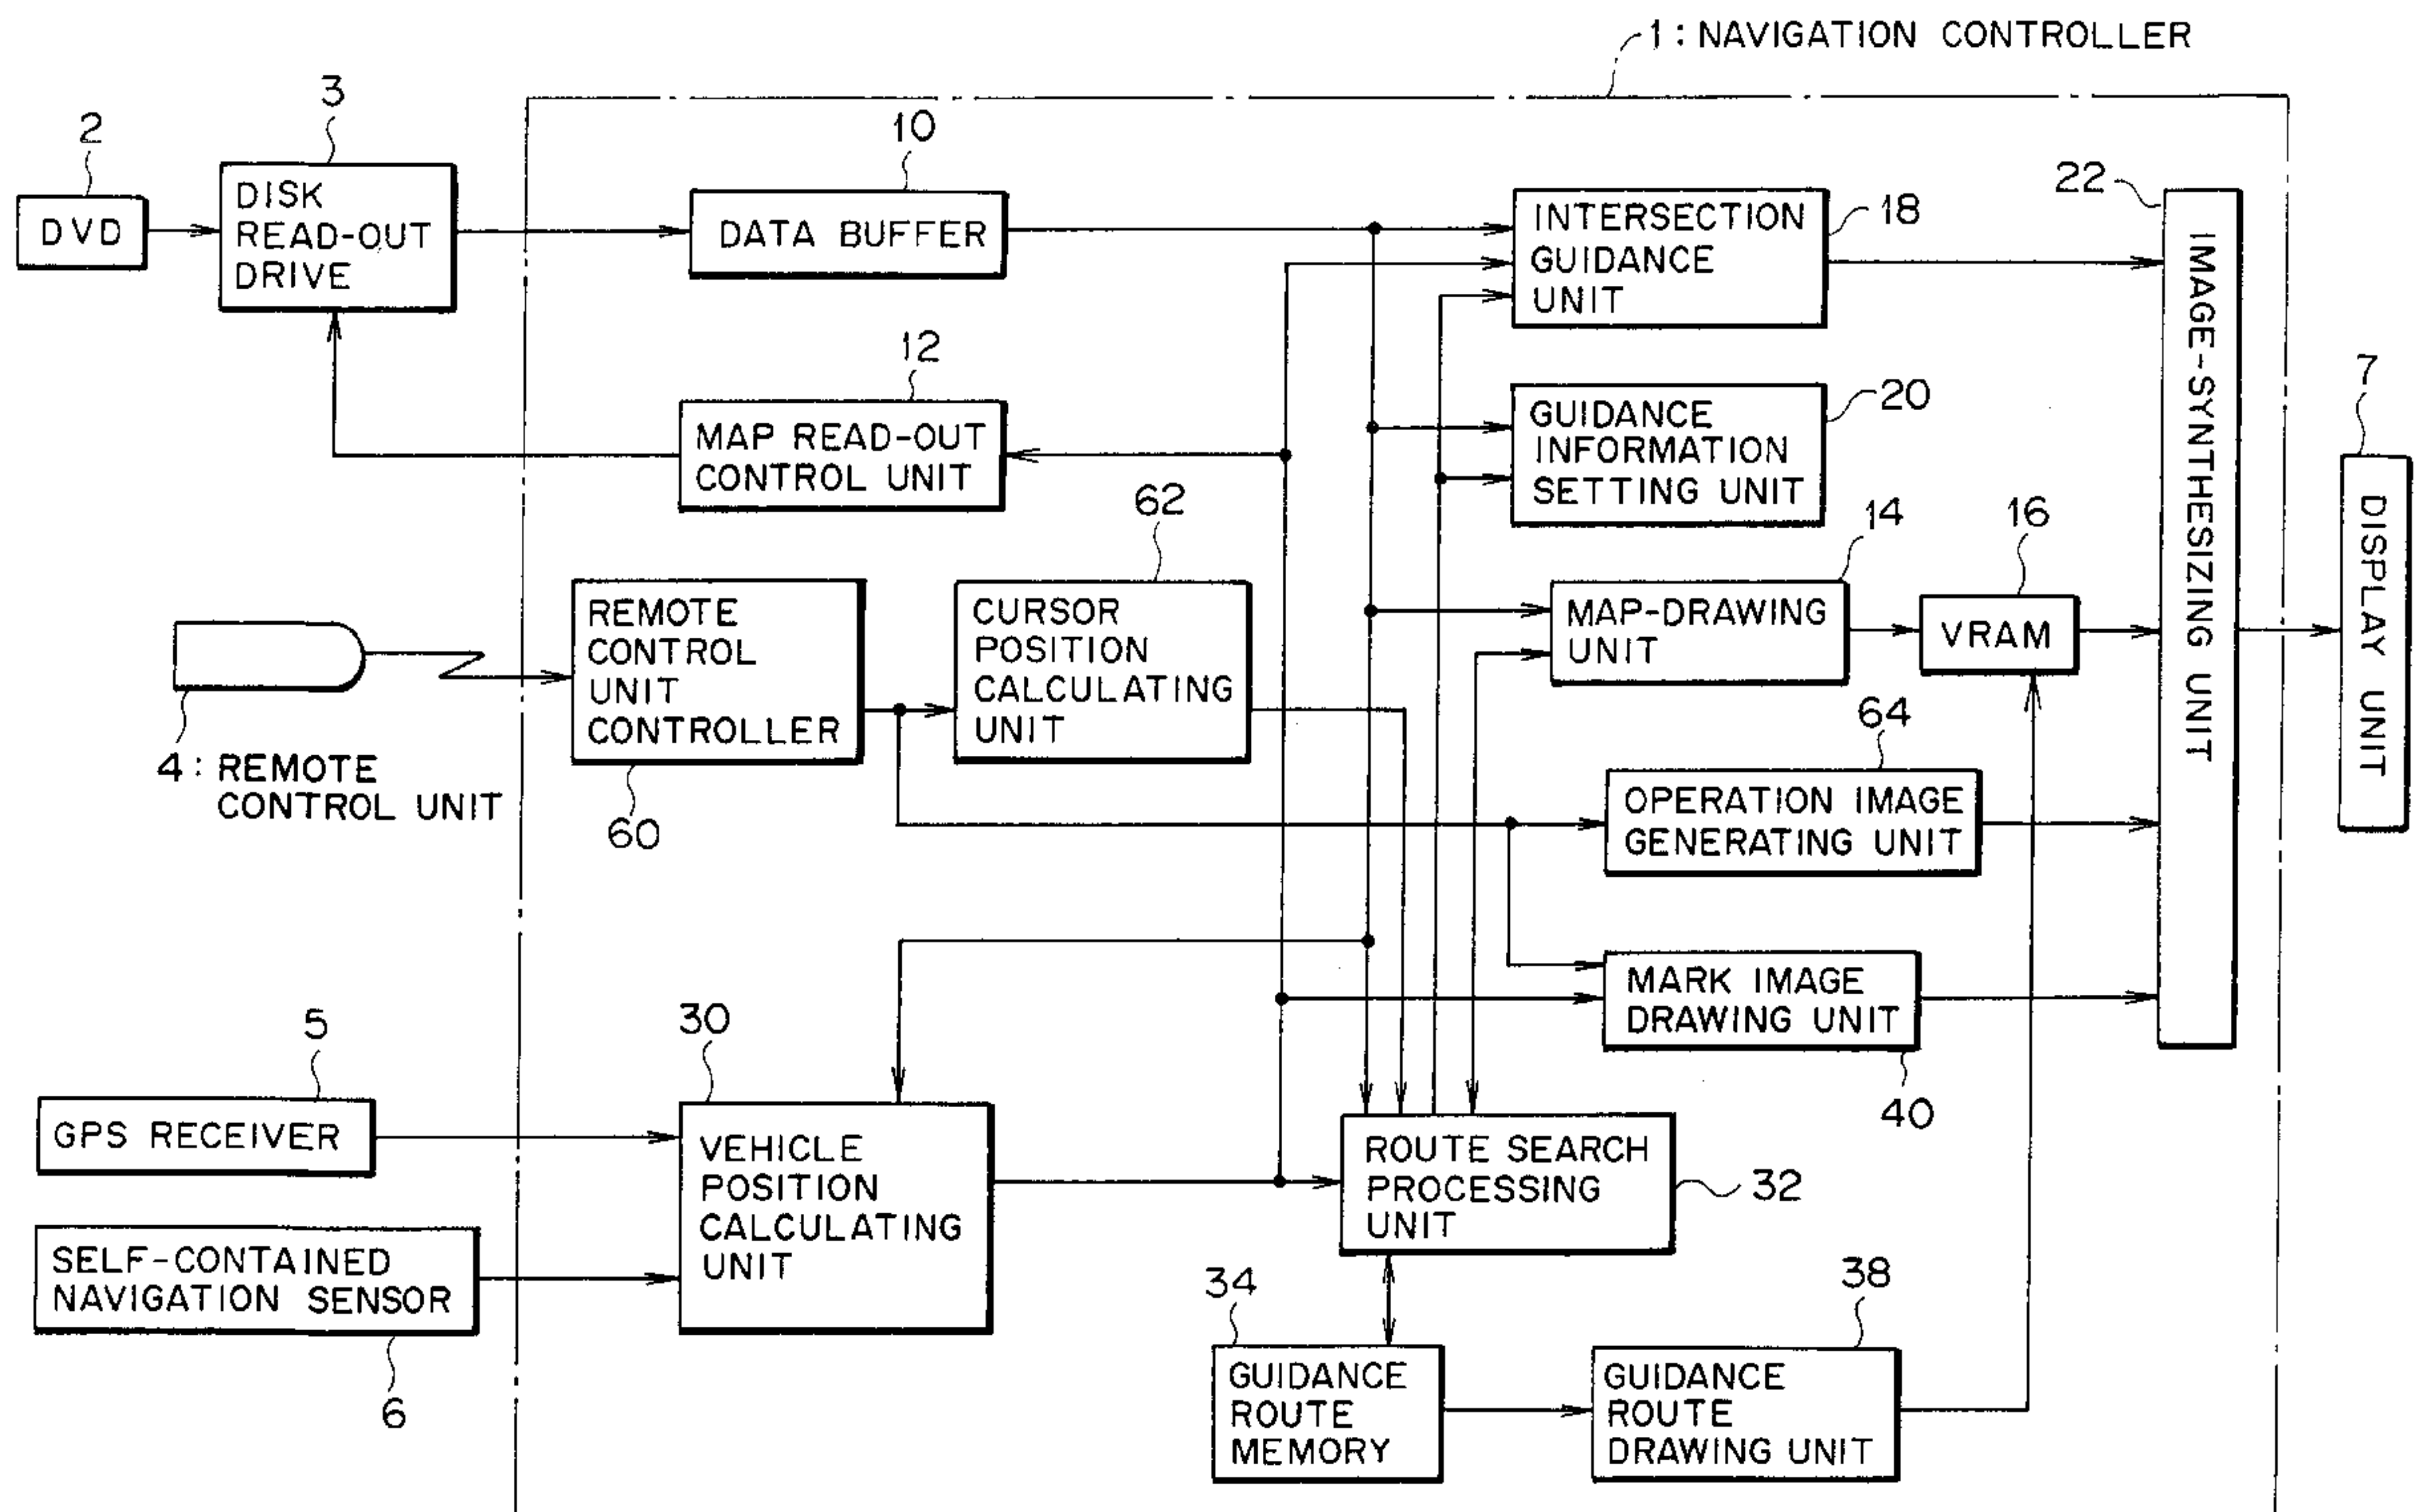 1: NAVIGATION CONTROLLER
2
DVD
3
DISK
READ-OUT
DRIVE
10
DATA BUFFER
INTERSECTION
GUIDANCE
UNIT
18
22
IMAGE-SYNTHESIZING UNIT
12
MAP READ-OUT
CONTROL UNIT
GUIDANCE
INFORMATION
SETTING UNIT
20
7
DISPLAY UNIT
4: REMOTE
CONTROL UNIT
REMOTE
CONTROL
UNIT
CONTROLLER
60
62
CURSOR
POSITION
CALCULATING
UNIT
14
MAP-DRAWING
UNIT
16
VRAM
64
OPERATION IMAGE
GENERATING UNIT
MARK IMAGE
DRAWING UNIT
40
5
GPS RECEIVER
SELF-CONTAINED
NAVIGATION SENSOR
6
30
VEHICLE
POSITION
CALCULATING
UNIT
ROUTE SEARCH
PROCESSING
UNIT
32
34
GUIDANCE
ROUTE
MEMORY
38
GUIDANCE
ROUTE
DRAWING UNIT